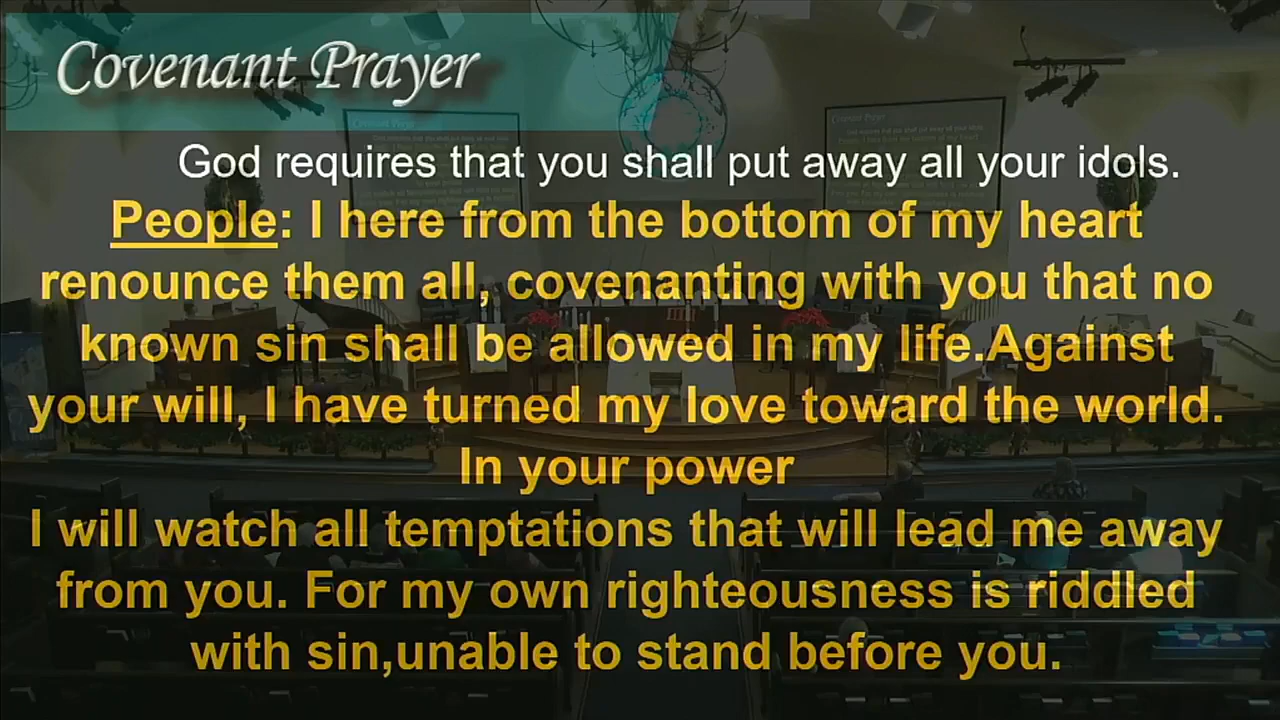 Covenant Prayer
God requires that you shall put away all your idols.
People: I here from the bottom of my heart
renounce them all, covenanting with you that no
known sin shall be allowed in my life.Against
your will, I have turned my love toward the world.
In your power
I will watch all temptations that will lead me away
from you. For my own righteousness is riddled
with sin,unable to stand before you.